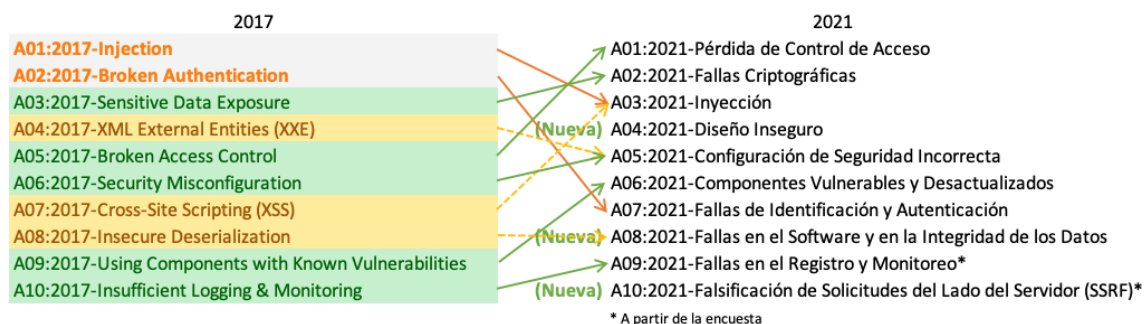 2017
2021
A01:2017-Injection
A01:2021-Pérdida de Control de Acceso
A02:2017-Broken Authentication
A02:2021-Fallas Criptográficas
A03:2017-Sensitive Data Exposure
A03:2021-Inyección
A04:2017-XML External Entities (XXE)
(Nueva) A04:2021-Diseño Inseguro
A05:2017-Broken Access Control
A05:2021-Configuración de Seguridad Incorrecta
A06:2017-Security Misconfiguration
A06:2021-Componentes Vulnerables y Desactualizados
A07:2017-Cross-Site Scripting (XSS)
A07:2021-Fallas de Identificación y Autenticación
A08:2017-Insecure Deserialization
(Nueva) A08:2021-Fallas en el Software y en la Integridad de los Datos
A09:2017-Using Components with Known Vulnerabilities
A09:2021-Fallas en el Registro y Monitoreo*
A10:2017-Insufficient Logging & Monitoring
(Nueva) A10:2021-Falsificación de Solicitudes del Lado del Servidor (SSRF)*
* A partir de la encuesta